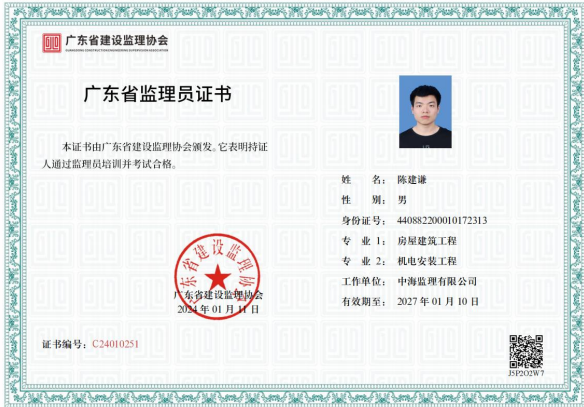 广东省建设监理协会
GUANGDONG CONSTRUCTION ENGINEERING SUPERVISION ASSOCIATION
广东省监理员证书
本证书由广东省建设监理协会颁发。它表明持证
人通过监理员培训并考试合格。
姓 名: 陈建谦
性 别: 男
身份证号: 440882200010172313
专 业 1: 房屋建筑工程
专 业 2: 机电安装工程
工作单位: 中海监理有限公司
有效期至: 2027 年 01 月 10 日
广东省建设监理协会
广东省建设监理协会
2024 年 01 月 11 日
证书编号: C24010251
J5P2O2W7